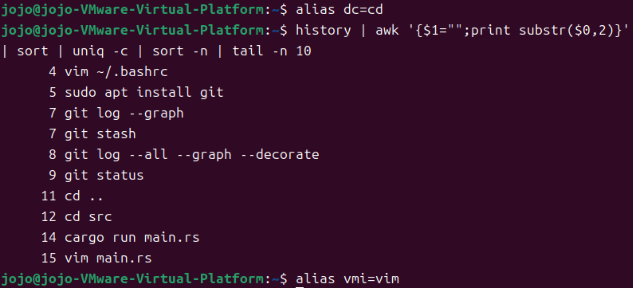 jojo@jojo-VMware-Virtual-Platform:~$ alias dc=cd
jojo@jojo-VMware-Virtual-Platform:~$ history | awk '{$1="";print substr($0,2)}'
| sort | uniq -c | sort -n | tail -n 10
4 vim ~/.bashrc
5 sudo apt install git
7 git log --graph
7 git stash
8 git log --all --graph --decorate
9 git status
11 cd ..
12 cd src
14 cargo run main.rs
15 vim main.rs
jojo@jojo-VMware-Virtual-Platform:~$ alias vmi=vim